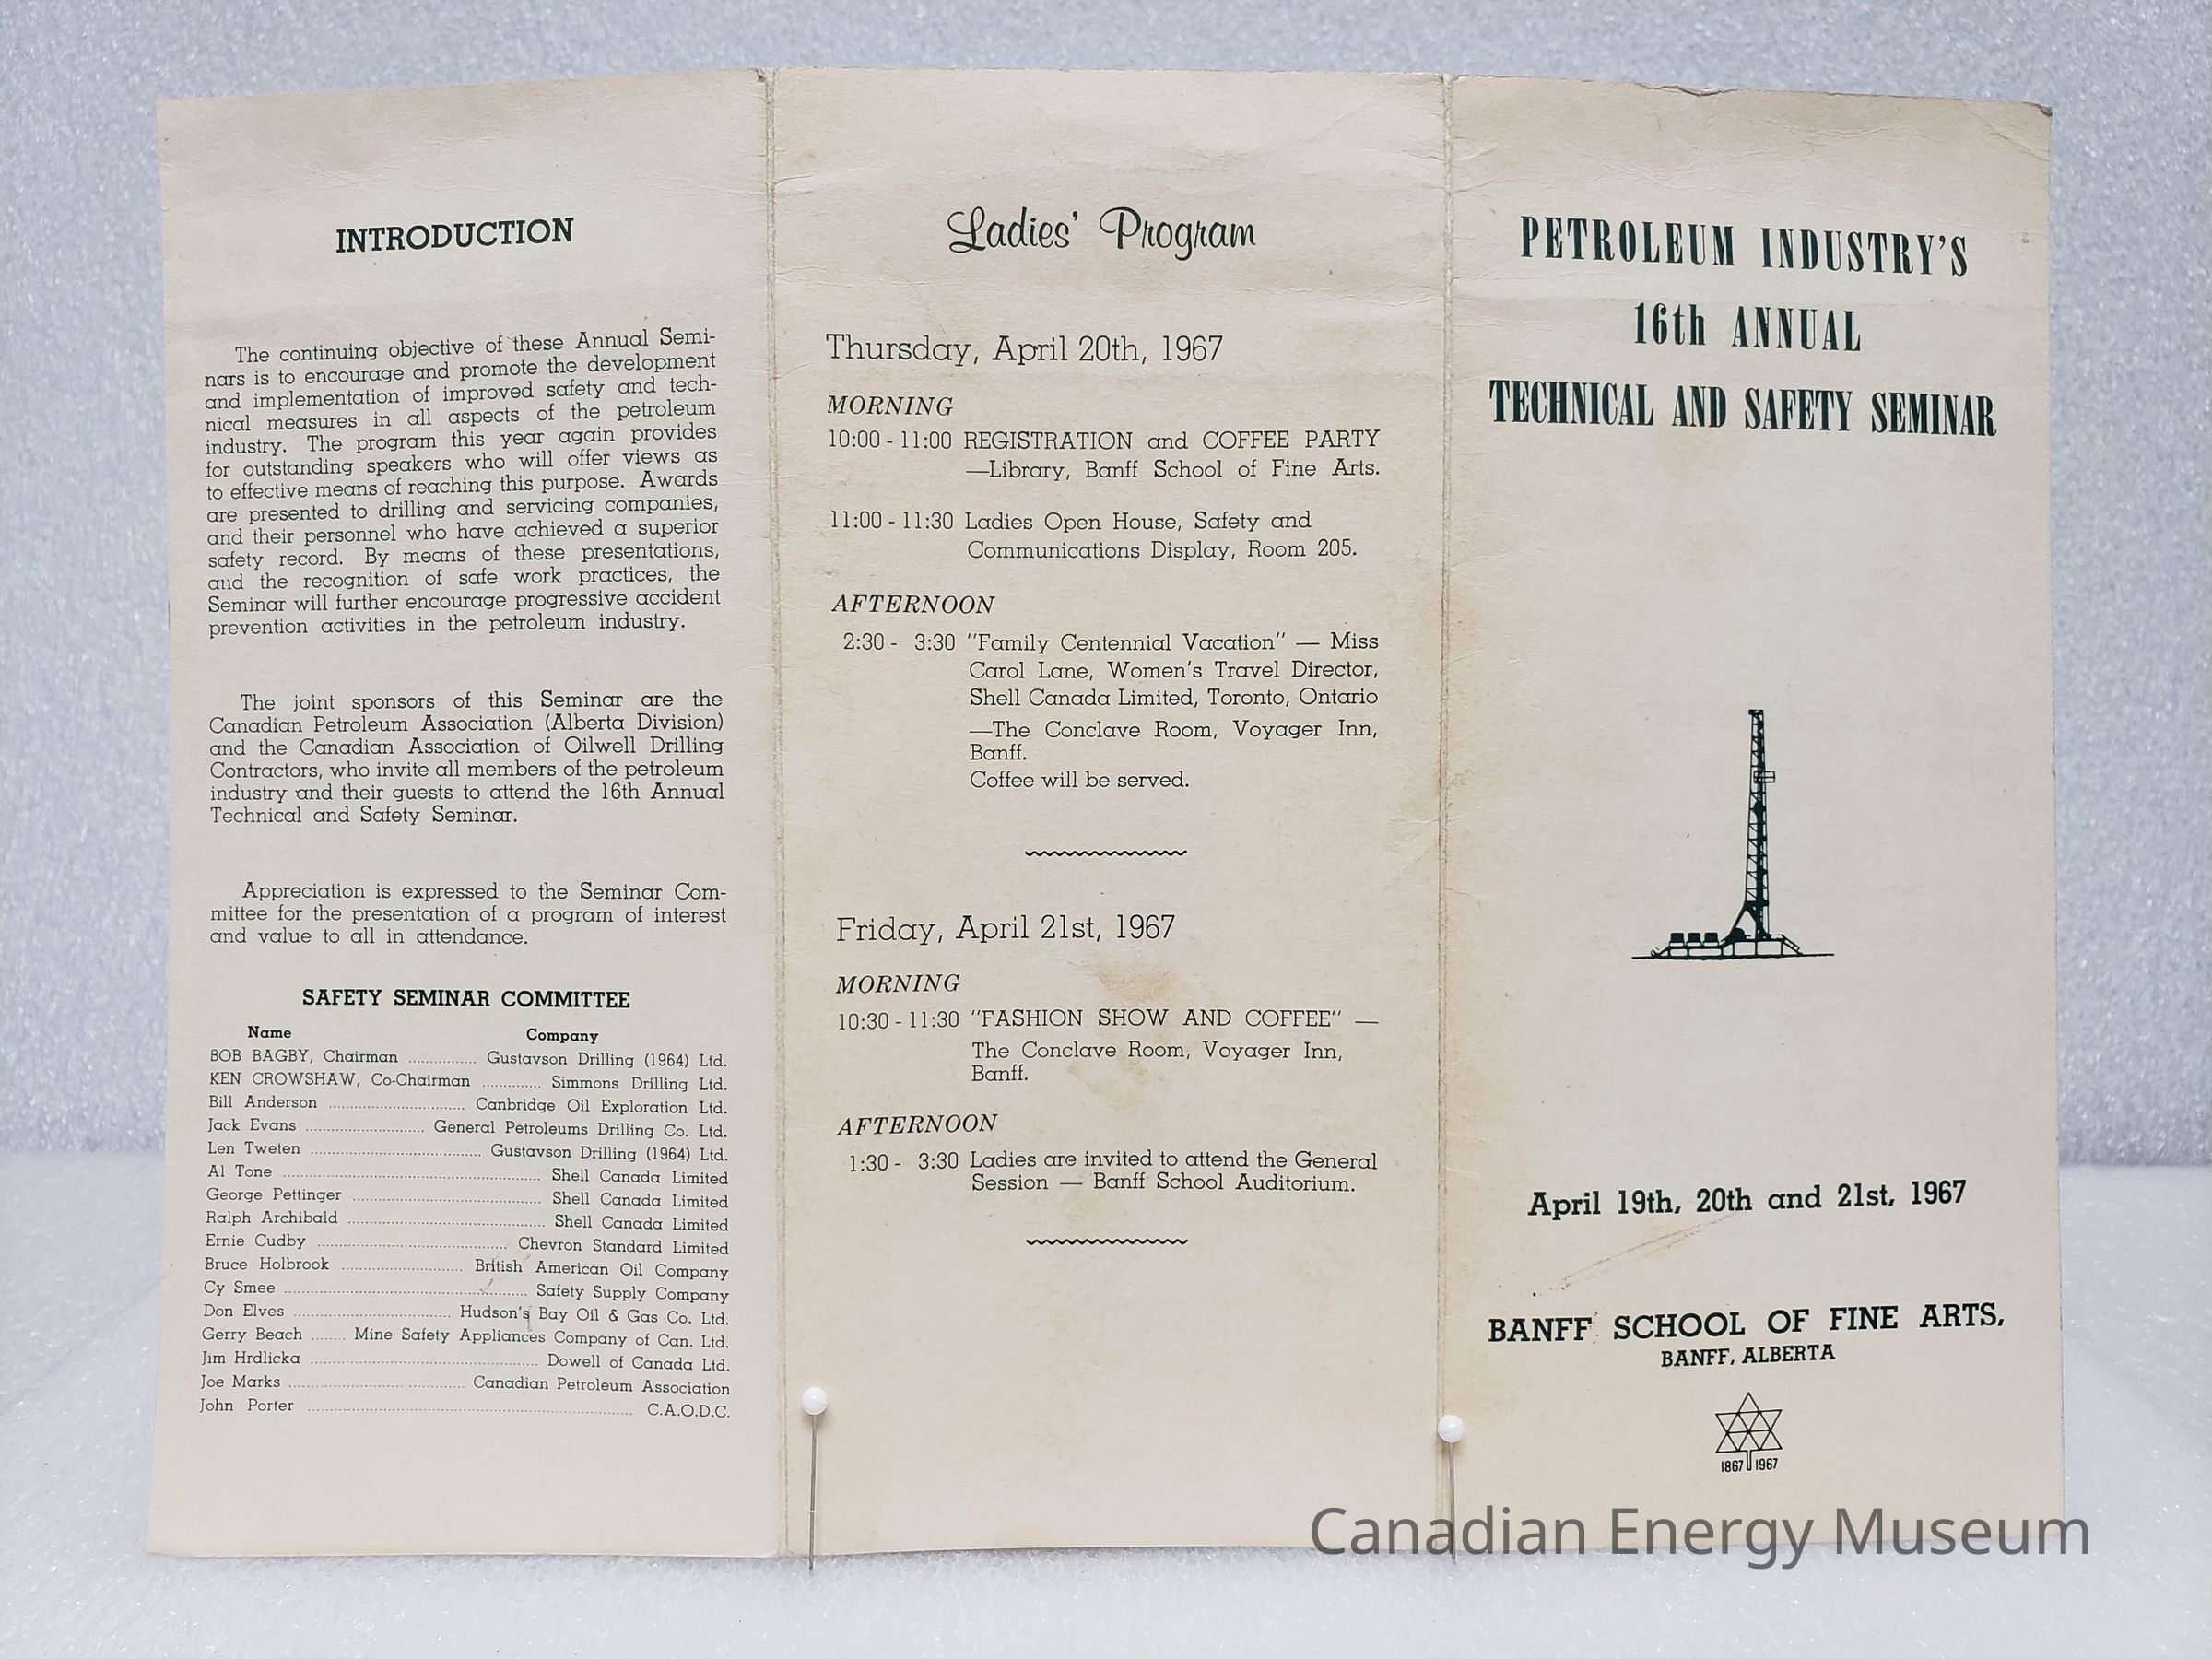 INTRODUCTION
The continuing objective of these Annual Semi-
nars is to encourage and promote the development
and implementation of improved safety and tech-
nical measures in all aspects of the petroleum
industry. The program this year again provides
for outstanding speakers who will offer views as
to effective means of reaching this purpose. Awards
are presented to drilling and servicing companies,
and their personnel who have achieved a superior
safety record. By means of these presentations,
and the recognition of safe work practices, the
Seminar will further encourage progressive accident
prevention activities in the petroleum industry.
The joint sponsors of this Seminar are the
Canadian Petroleum Association (Alberta Division)
and the Canadian Association of Oilwell Drilling
Contractors, who invite all members of the petroleum
industry and their guests to attend the 16th Annual
Technical and Safety Seminar.
Appreciation is expressed to the Seminar Com-
mittee for the presentation of a program of interest
and value to all in attendance.
SAFETY SEMINAR COMMITTEE
Name Company
BOB BAGBY, Chairman .............. Gustavson Drilling (1964) Ltd.
KEN CROWSHAW, Co-Chairman ............. Simmons Drilling Ltd.
Bill Anderson .............................. Canbridge Oil Exploration Ltd.
Jack Evans .......................... General Petroleums Drilling Co. Ltd.
Len Tweten ..................................... Gustavson Drilling (1964) Ltd.
Al Tone ........................................................ Shell Canada Limited
George Pettinger ......................................... Shell Canada Limited
Ralph Archibald ........................................... Shell Canada Limited
Ernie Cudby .......................................... Chevron Standard Limited
Bruce Holbrook .......................... British American Oil Company
Cy Smee ..................................................... Safety Supply Company
Don Elves .................................. Hudson's Bay Oil & Gas Co. Ltd.
Gerry Beach ........ Mine Safety Appliances Company of Can. Ltd.
Jim Hrdlicka .................................................. Dowell of Canada Ltd.
Joe Marks ...................................... Canadian Petroleum Association
John Porter ....................................................................... C.A.O.D.C.
Ladies' Program
Thursday, April 20th, 1967
MORNING
10:00 - 11:00 REGISTRATION and COFFEE PARTY
—Library, Banff School of Fine Arts.
11:00 - 11:30 Ladies Open House, Safety and
Communications Display, Room 205.
AFTERNOON
2:30 - 3:30 "Family Centennial Vacation" — Miss
Carol Lane, Women's Travel Director,
Shell Canada Limited, Toronto, Ontario
—The Conclave Room, Voyager Inn,
Banff.
Coffee will be served.
Friday, April 21st, 1967
MORNING
10:30 - 11:30 "FASHION SHOW AND COFFEE" —
The Conclave Room, Voyager Inn,
Banff.
AFTERNOON
1:30 - 3:30 Ladies are invited to attend the General
Session — Banff School Auditorium.
PETROLEUM INDUSTRY'S
16th ANNUAL
TECHNICAL AND SAFETY SEMINAR
April 19th, 20th and 21st, 1967
BANFF SCHOOL OF FINE ARTS,
BANFF, ALBERTA
1867 1967
Canadian Energy Museum